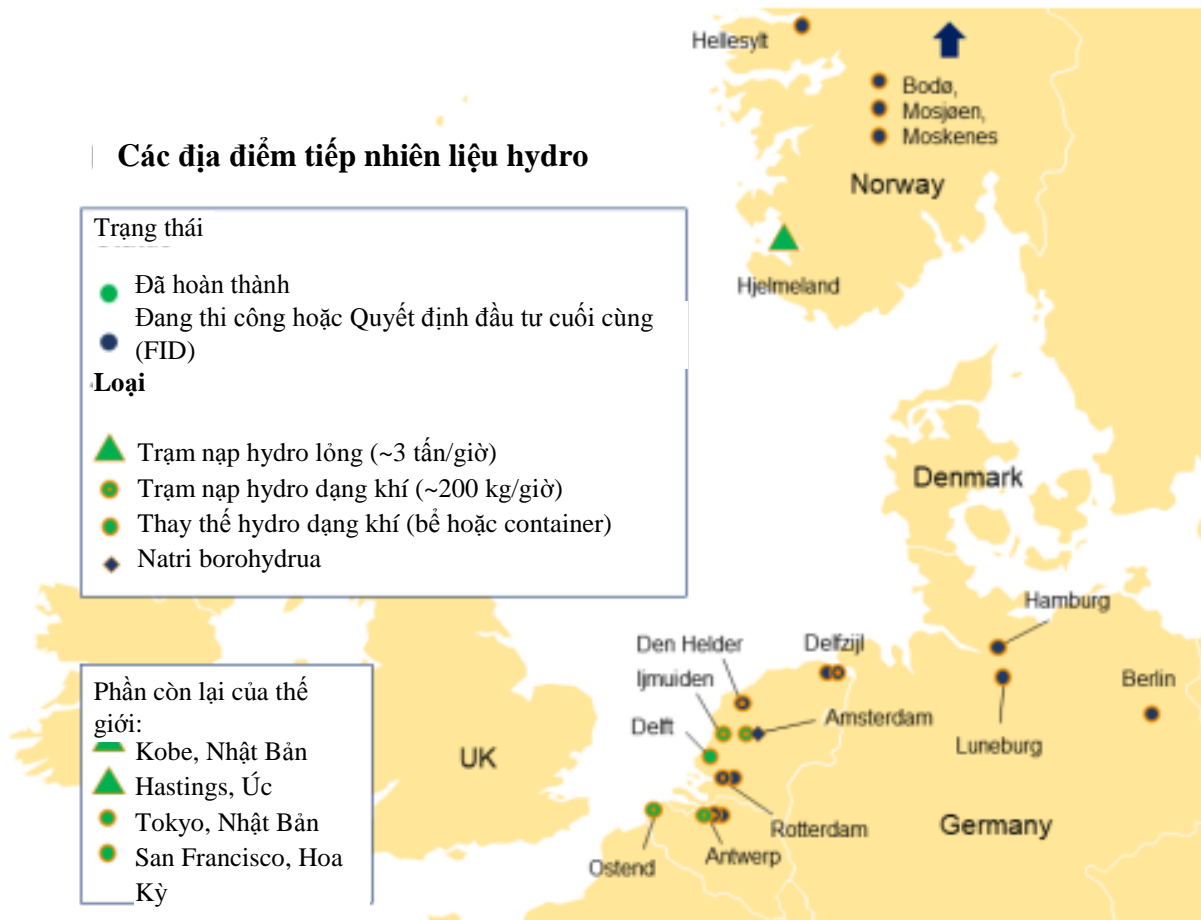 Hellesylt
Bodø,
Mosjøen,
Moskenes
Các địa điểm tiếp nhiên liệu hydro
Norway
Trạng thái
Đã hoàn thành
Đang thi công hoặc Quyết định đầu tư cuối cùng
(FID)
Loại
Trạm nạp hydro lỏng (~3 tấn/giờ)
Trạm nạp hydro dạng khí (~200 kg/giờ)
Thay thế hydro dạng khí (bể hoặc container)
Natri borohydrua
Hjelmeland
Denmark
Hamburg
Den Helder
Delfzijl
Ijmuiden
Berlin
Delft
Amsterdam
Luneburg
UK
Rotterdam
Germany
Ostend
Antwerp
Phần còn lại của thế
giới:
Kobe, Nhật Bản
Hastings, Úc
Tokyo, Nhật Bản
San Francisco, Hoa
Kỳ